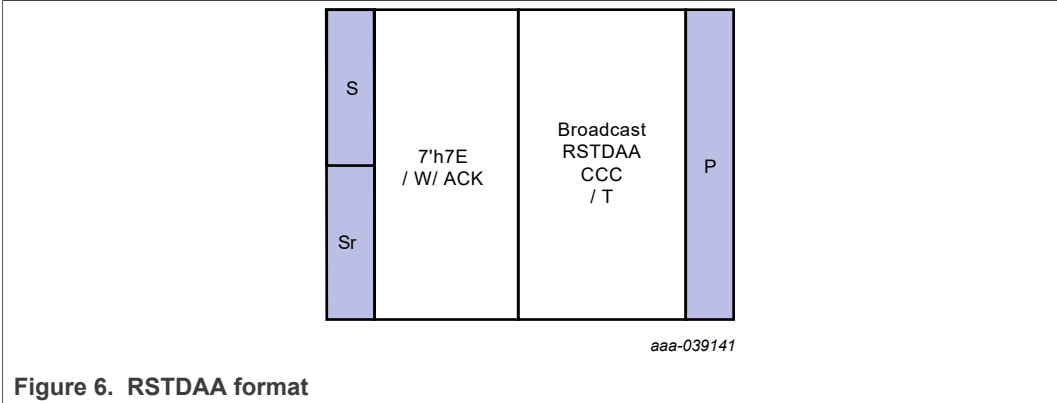 S
Sr
7'h7E
/ W/ ACK
Broadcast
RSTDAA
CCC
/ T
P
aaa-039141
Figure 6. RSTDAA format